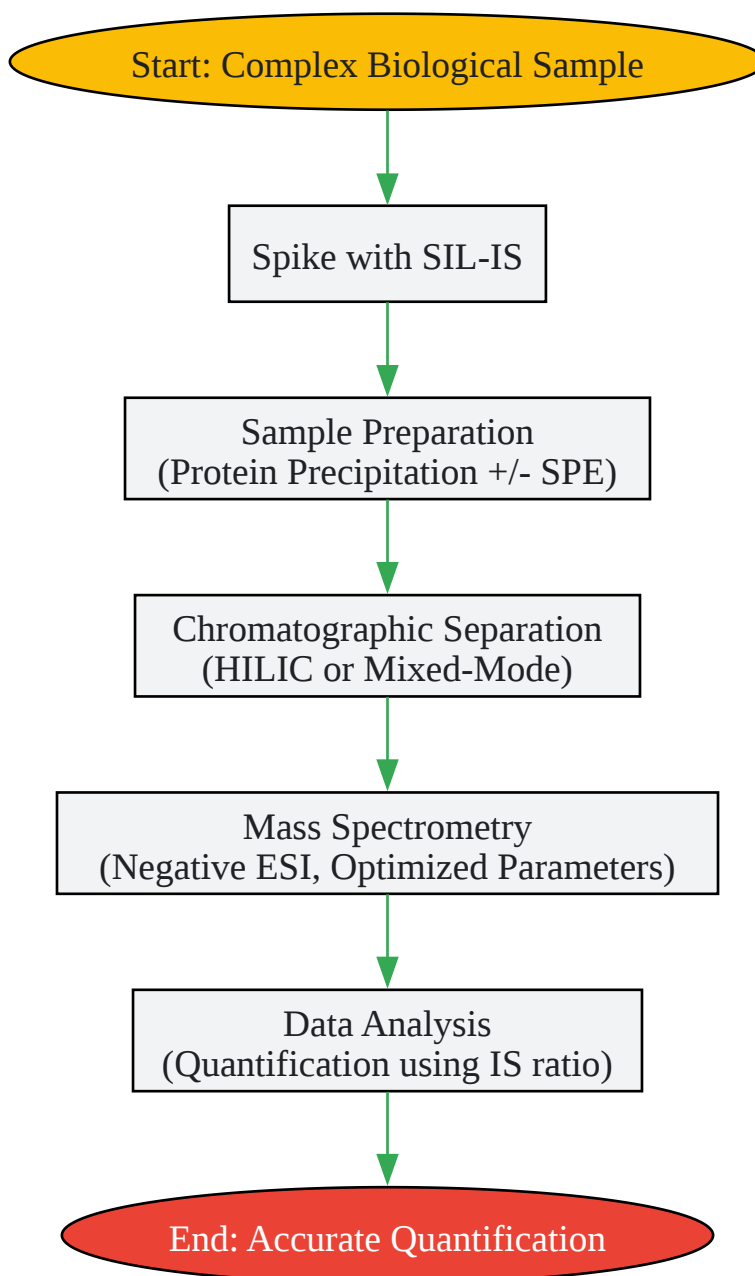 Start: Complex Biological Sample
Spike with SIL-IS
Sample Preparation
(Protein Precipitation +/- SPE)
Chromatographic Separation
(HILIC or Mixed-Mode)
Mass Spectrometry
(Negative ESI, Optimized Parameters)
Data Analysis
(Quantification using IS ratio)
End: Accurate Quantification